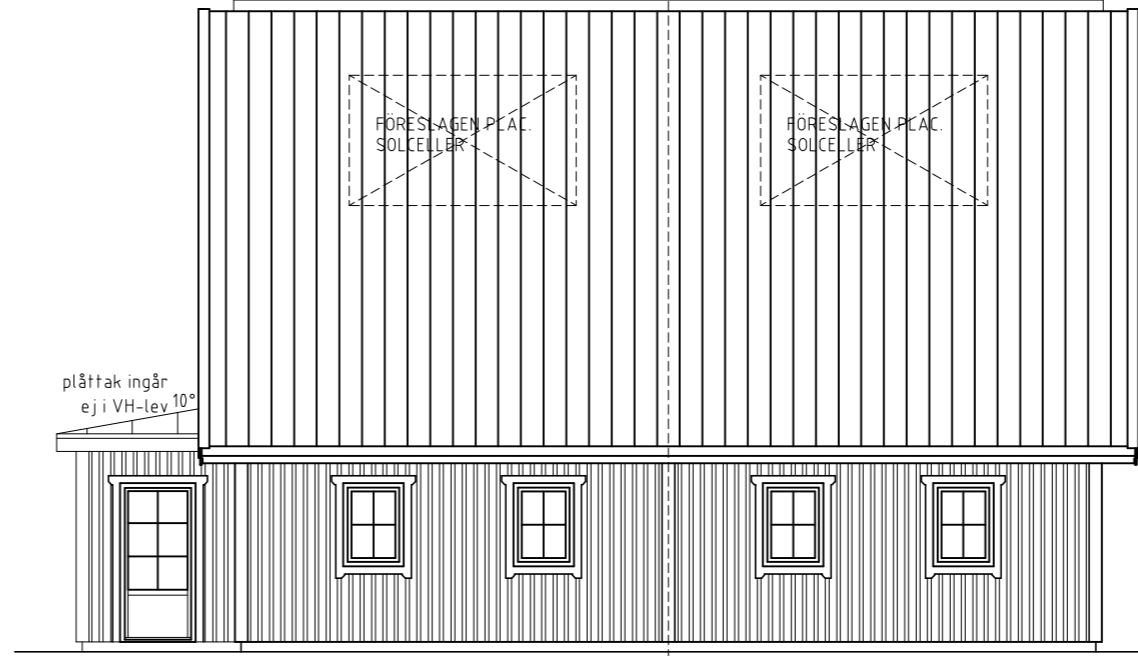 FÖRESLAGEN PLAC.
SOLCELLER
FÖRESLAGEN PLAC.
SOLCELLER
plåttak ingår
ej i VH-lev 10°